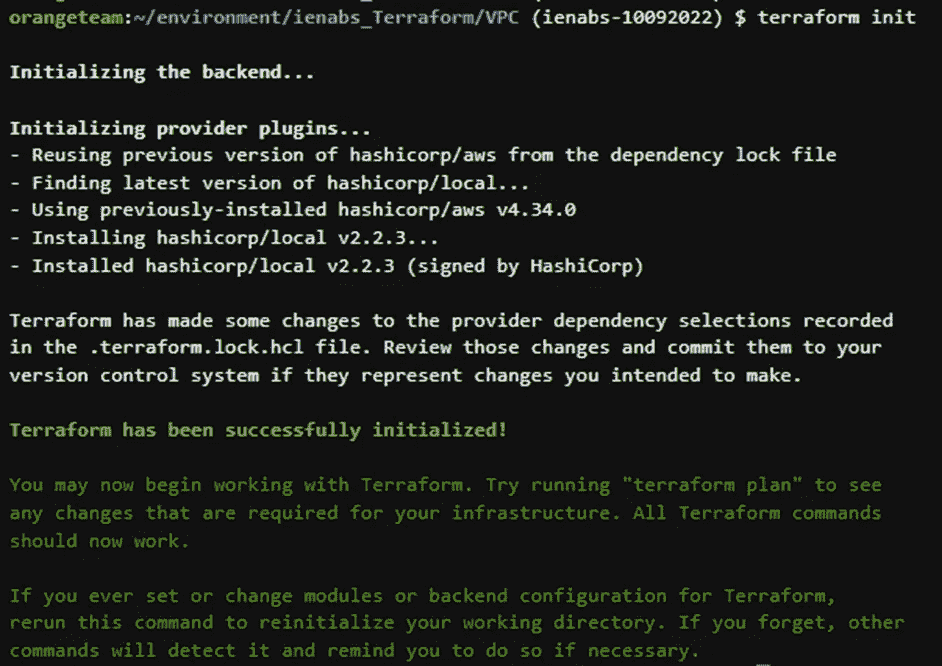 orangeteam:~/environment/ienabs_Terraform/VPC (ienabs-10092022) $ terraform init
Initializing the backend...
Initializing provider plugins...
- Reusing previous version of hashicorp/aws from the dependency lock file
- Finding latest version of hashicorp/local...
- Using previously-installed hashicorp/aws v4.34.0
- Installing hashicorp/local v2.2.3...
- Installed hashicorp/local v2.2.3 (signed by HashiCorp)
Terraform has made some changes to the provider dependency selections recorded
in the .terraform.lock.hcl file. Review those changes and commit them to your
version control system if they represent changes you intended to make.
Terraform has been successfully initialized!
You may now begin working with Terraform. Try running "terraform plan" to see
any changes that are required for your infrastructure. All Terraform commands
should now work.
If you ever set or change modules or backend configuration for Terraform,
rerun this command to reinitialize your working directory. If you forget, other
commands will detect it and remind you to do so if necessary.